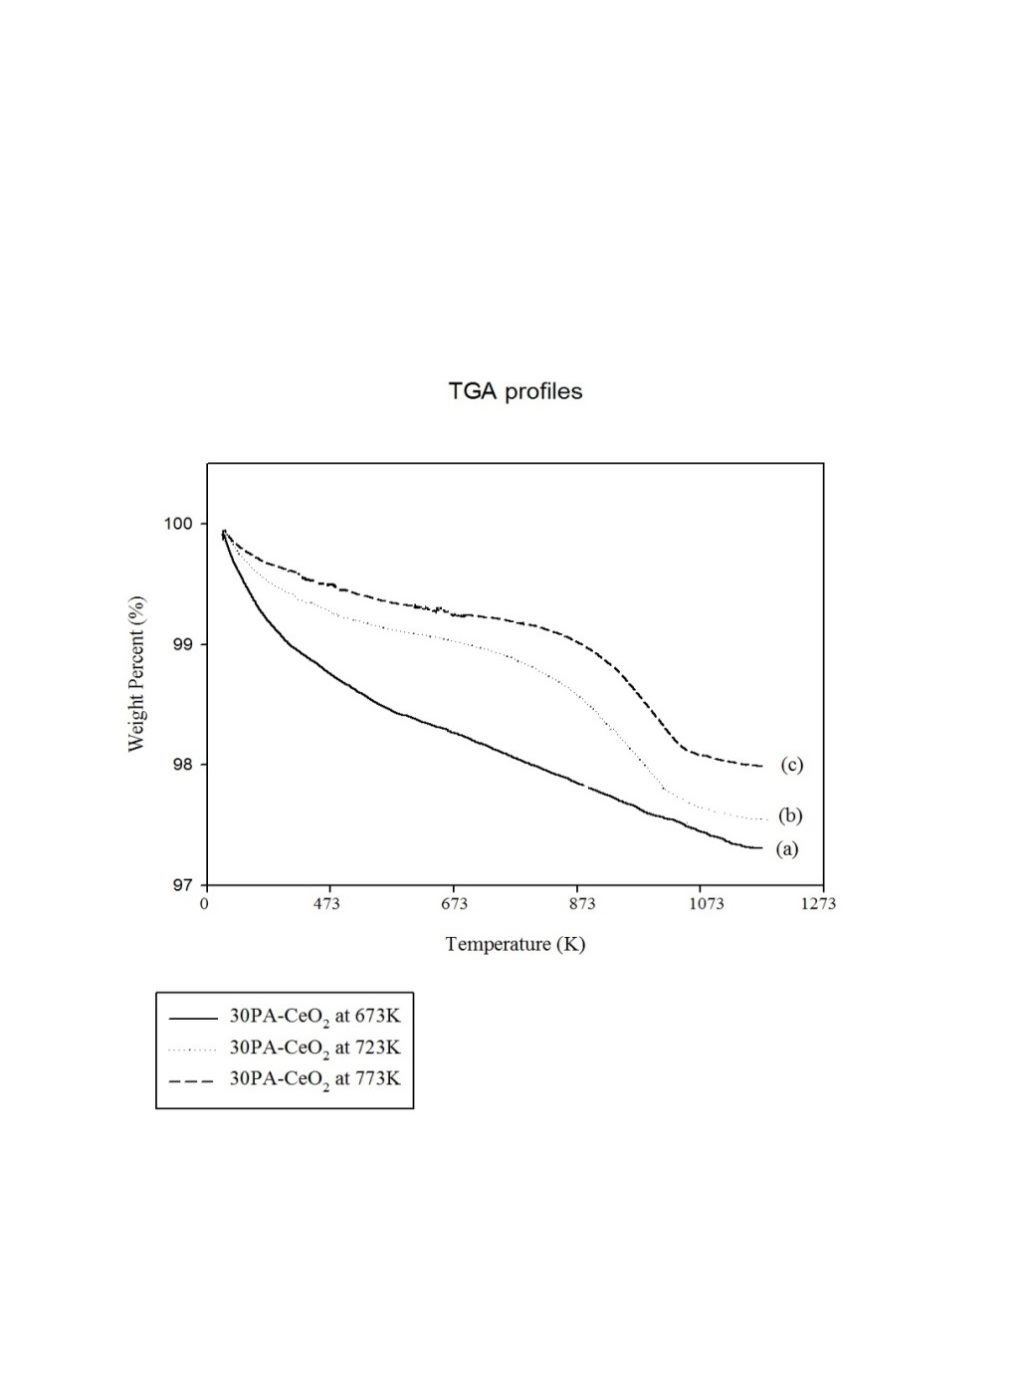 TGA profiles
100
99
98
97
Weight Percent (%)
(c)
(b)
(a)
0 473 673 873 1073 1273
Temperature (K)
30PA-CeO₂ at 673K
30PA-CeO₂ at 723K
30PA-CeO₂ at 773K